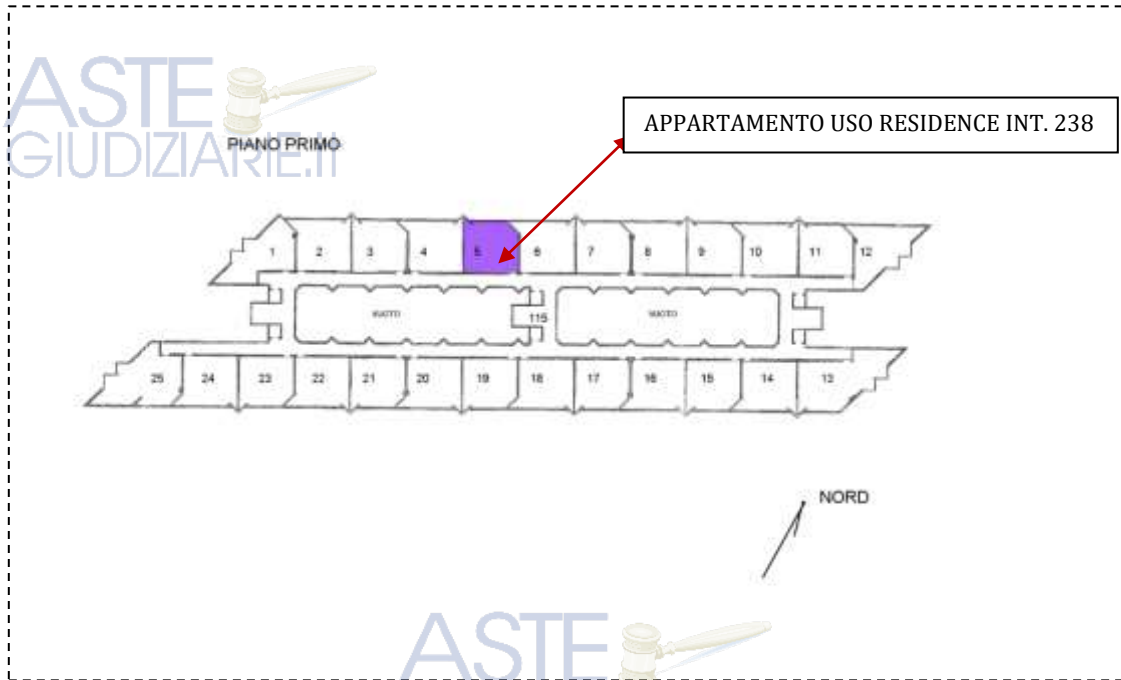 ASTE
GIUDIZIARIE.it
PIANO PRIMO
APPARTAMENTO USO RESIDENCE INT. 238
1 2 3 4 5 6 7 8 9 10 11 12
VUOTO 115 VUOTO
25 24 23 22 21 20 19 18 17 16 15 14 13
NORD
ASTE